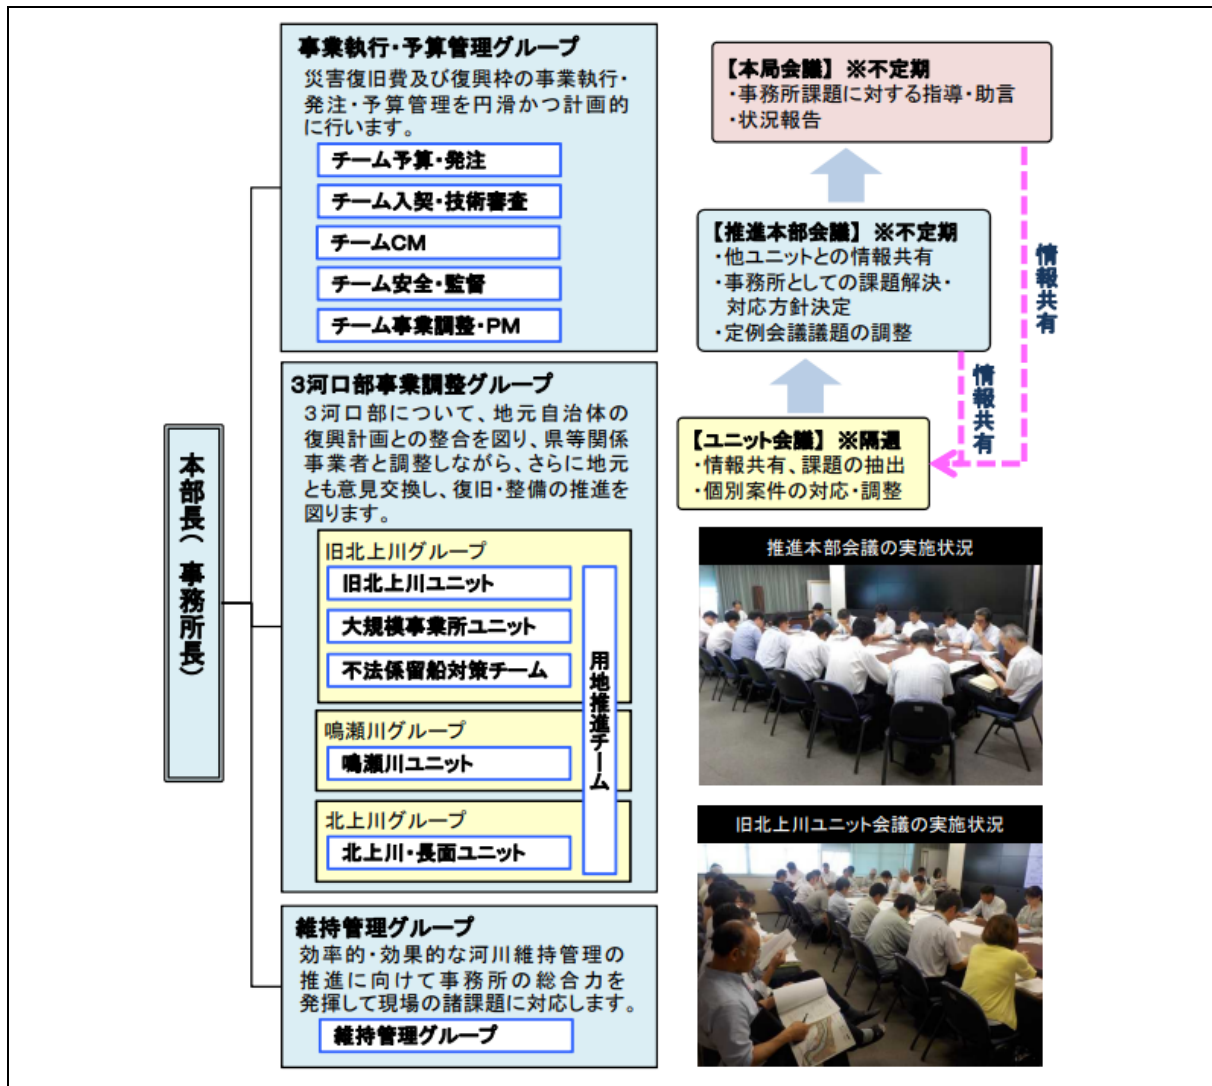 本部長(事務所長)
事業執行・予算管理グループ
災害復旧費及び復興枠の事業執行・
発注・予算管理を円滑かつ計画的
に行います。
チーム予算・発注
チーム入契・技術審査
チームCM
チーム安全・監督
チーム事業調整・PM
3河口部事業調整グループ
3河口部について、地元自治体の
復興計画との整合を図り、県等関係
事業者と調整しながら、さらに地元
とも意見交換し、復旧・整備の推進を
図ります。
旧北上川グループ
旧北上川ユニット
大規模事業所ユニット
不法係留船対策チーム
鳴瀬川グループ
鳴瀬川ユニット
北上川グループ
北上川・長面ユニット
用地推進チーム
維持管理グループ
効率的・効果的な河川維持管理の
推進に向けて事務所の総合力を
発揮して現場の諸課題に対応します。
維持管理グループ
【本局会議】 ※不定期
・事務所課題に対する指導・助言
・状況報告
【推進本部会議】 ※不定期
・他ユニットとの情報共有
・事務所としての課題解決・
対応方針決定
・定例会議議題の調整
【ユニット会議】 ※隔週
・情報共有、課題の抽出
・個別案件の対応・調整
情報共有
情報共有
推進本部会議の実施状況
旧北上川ユニット会議の実施状況